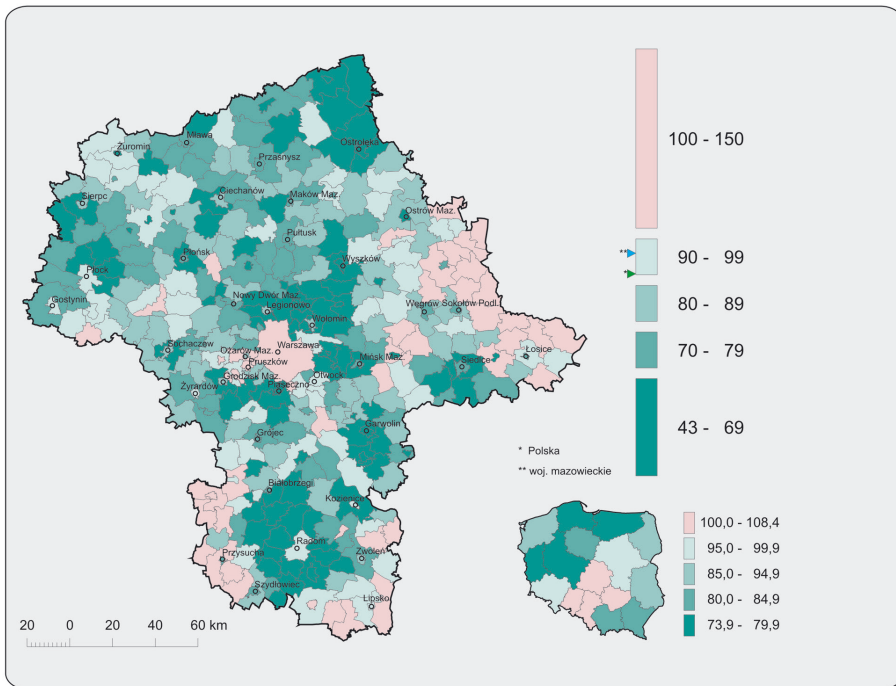 Mława
Żuromin
Ostrołęka
Przasnysz
Ciechanów
Maków Maz.
Sierpc
Ostrów Maz.
Pułtusk
Płońsk
Wyszków
Płock
Gostynin
Nowy Dwór Maz.
Legionowo
Węgrów
Sokołów Podl.
Wołomin
Sochaczew
Warszawa
Dżarów Maz.
Pruszków
Mińsk Maz.
Siedlce
Łosice
Grodzisk Maz.
Otwock
Piaseczno
Żyrardów
Garwolin
Grójec
Białobrzegi
Kozienice
Radom
Przysucha
Zwoleń
Szydłowiec
Lipsko
20 0 20 40 60 km
100 - 150
**
90 - 99
*
80 - 89
70 - 79
43 - 69
* Polska
** woj. mazowieckie
100,0 - 108,4
95,0 - 99,9
85,0 - 94,9
80,0 - 84,9
73,9 - 79,9